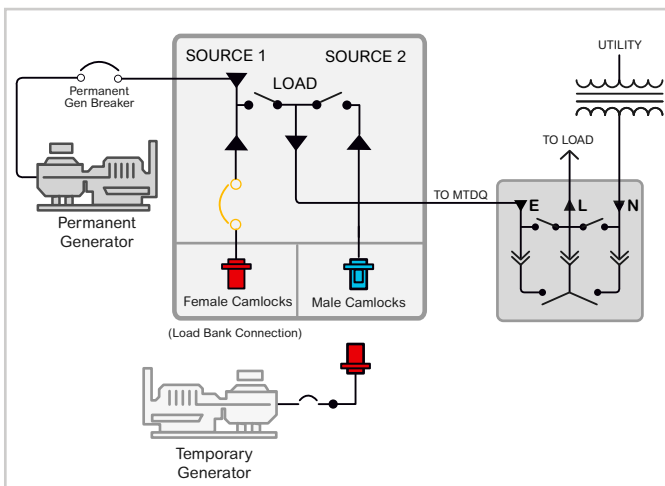 SOURCE 1
SOURCE 2
LOAD
Permanent
Gen Breaker
Permanent
Generator
UTILITY
TO LOAD
TO MTDQ
E
L
N
Female Camlocks
Male Camlocks
(Load Bank Connection)
Temporary
Generator